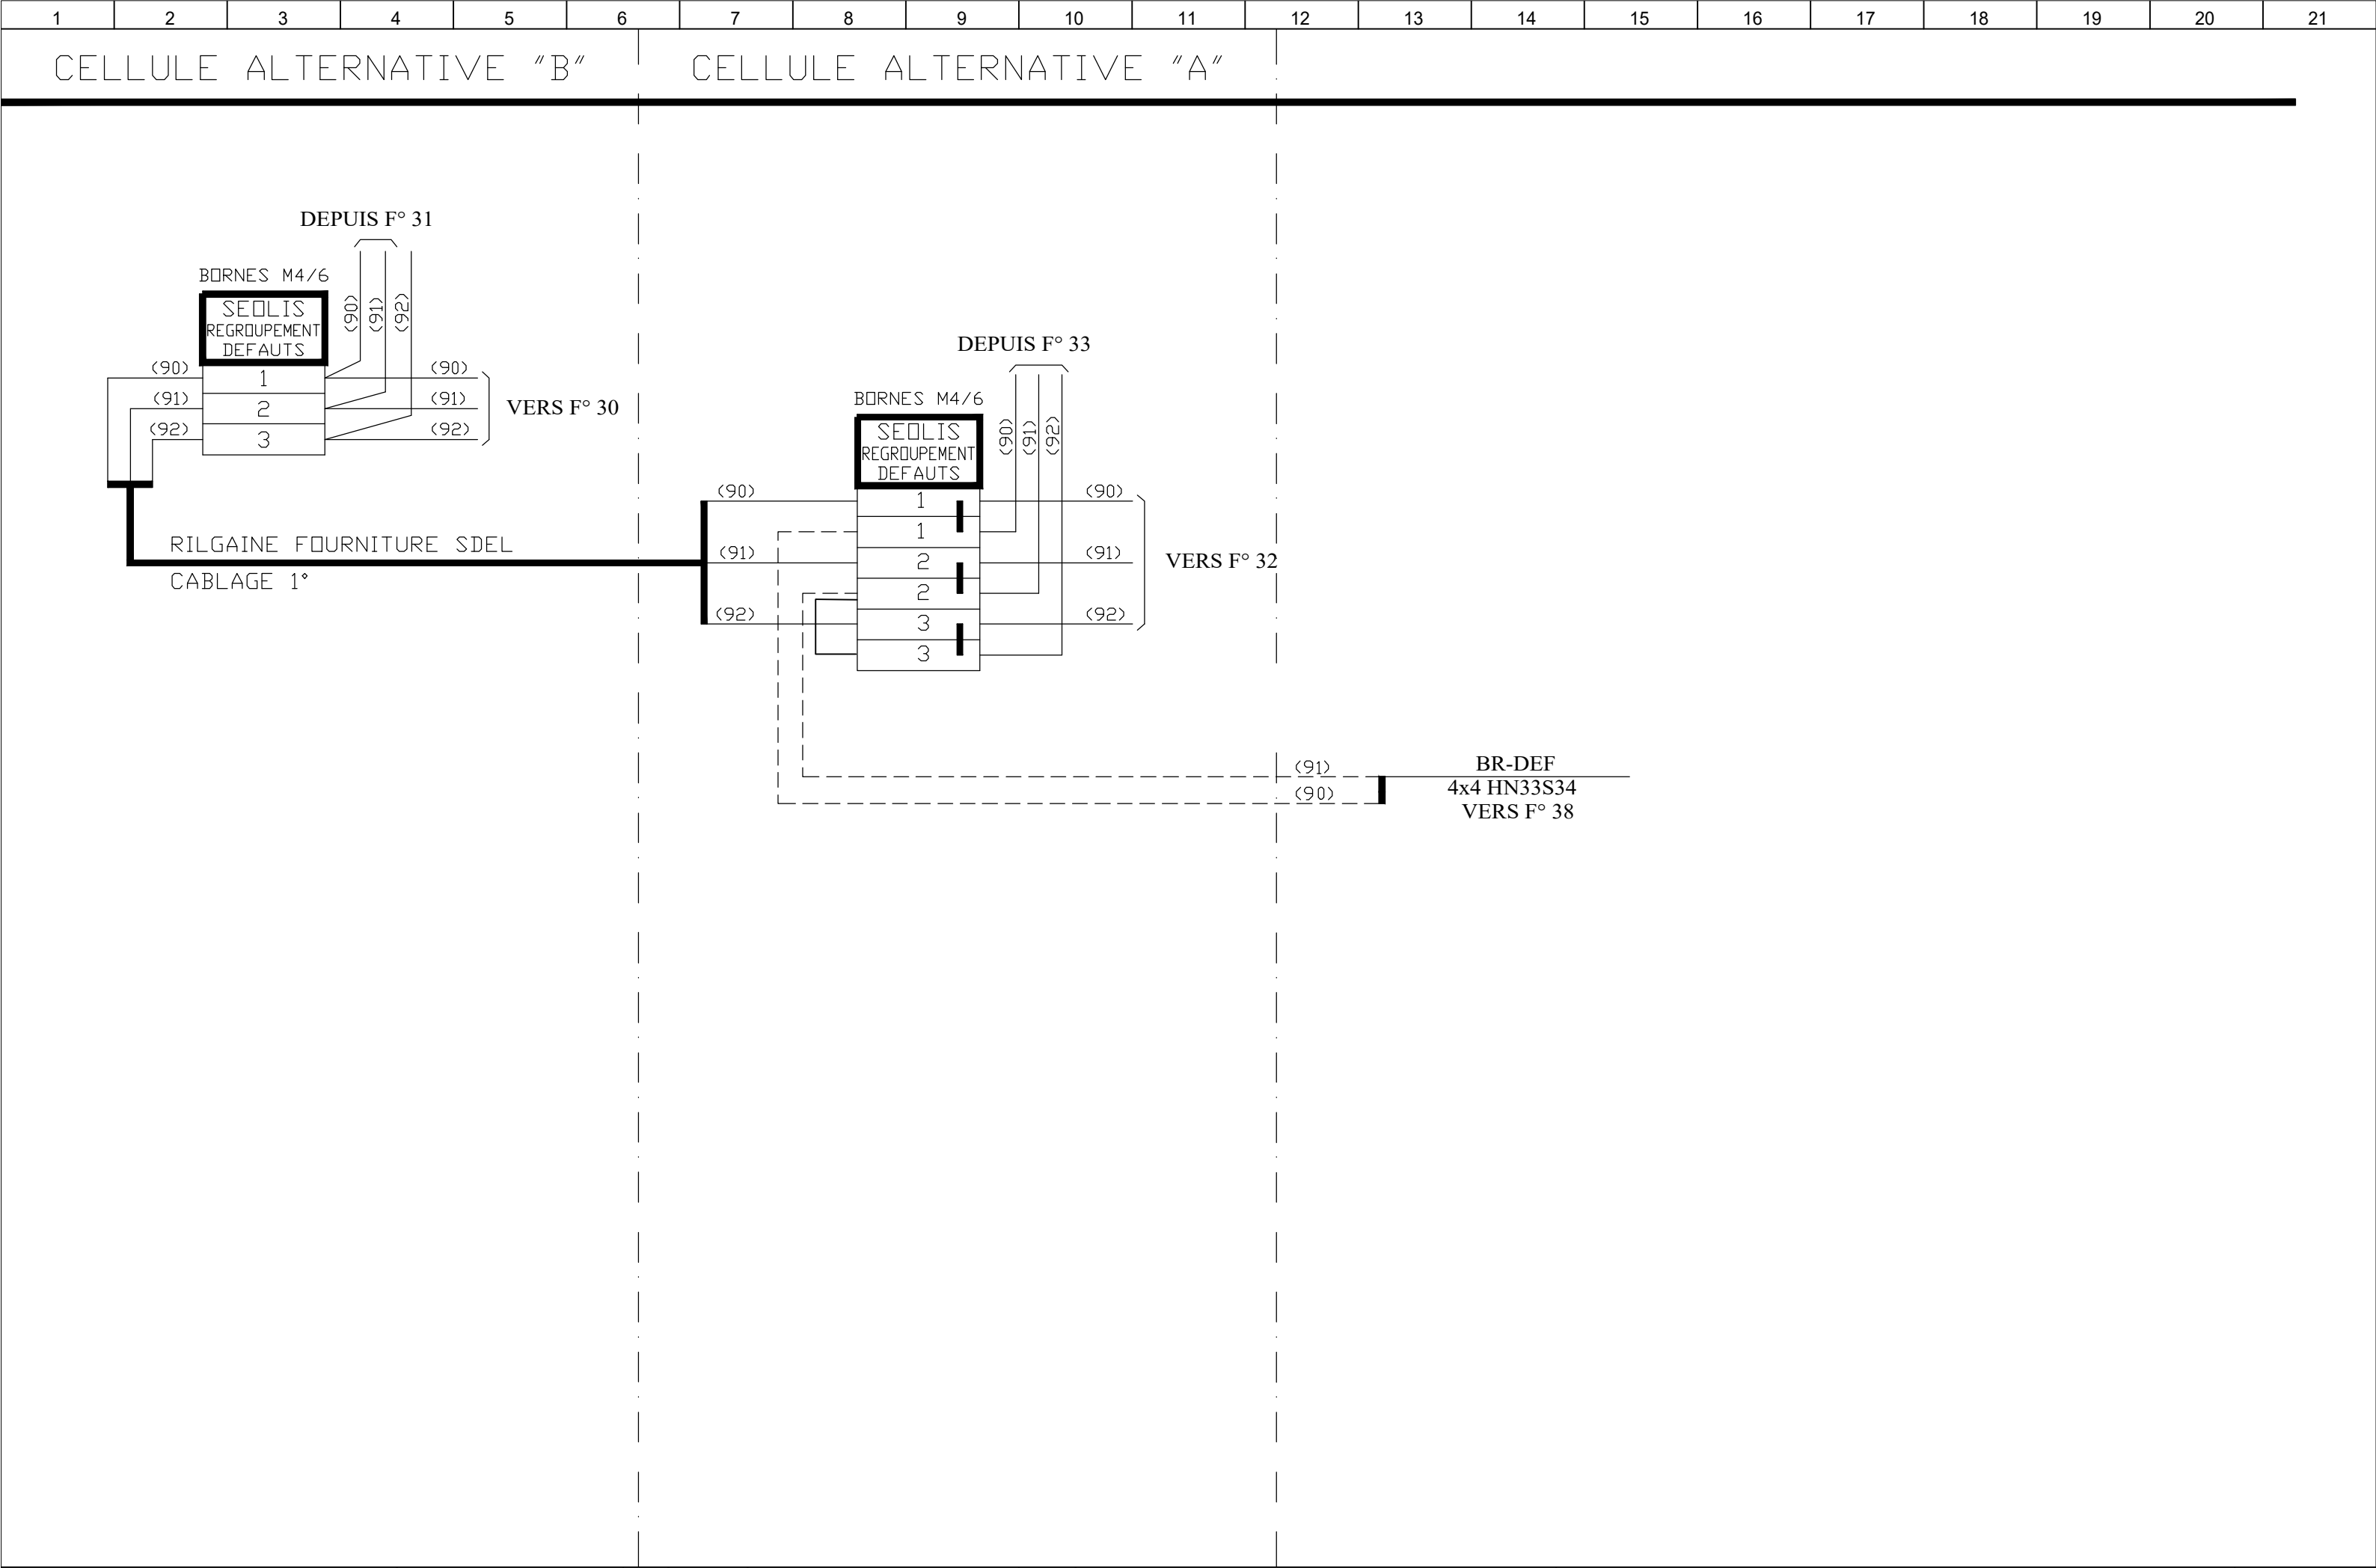 1 2 3 4 5 6 7 8 9 10 11 12 13 14 15 16 17 18 19 20 21
CELLULE ALTERNATIVE "B"
CELLULE ALTERNATIVE "A"
DEPUIS F° 31
BORNES M4/6
SEOLIS
REGROUPEMENT
DEFAUTS
(90)
(91)
(92)
(90) 1 (90)
(91) 2 (91)
(92) 3 (92)
VERS F° 30
RILGAINE FOURNITURE SDEL
CABLAGE 1°
DEPUIS F° 33
BORNES M4/6
SEOLIS
REGROUPEMENT
DEFAUTS
(90)
(91)
(92)
(90) 1 (90)
1
(91) 2 (91)
2
(92) 3 (92)
3
VERS F° 32
(91)
(90)
BR-DEF
4x4 HN33S34
VERS F° 38